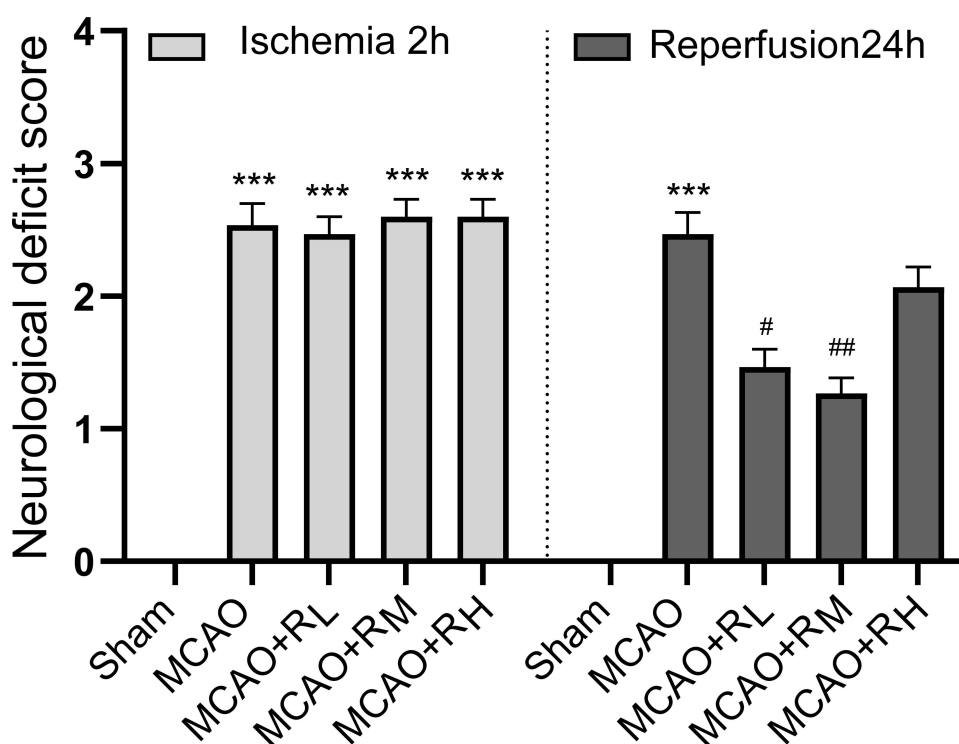 Neurological deficit score
4
3
2
1
0
Ischemia 2h
Reperfusion24h
***
***
***
***
***
#
##
Sham
MCAO
MCAO+RL
MCAO+RM
MCAO+RH
Sham
MCAO
MCAO+RL
MCAO+RM
MCAO+RH